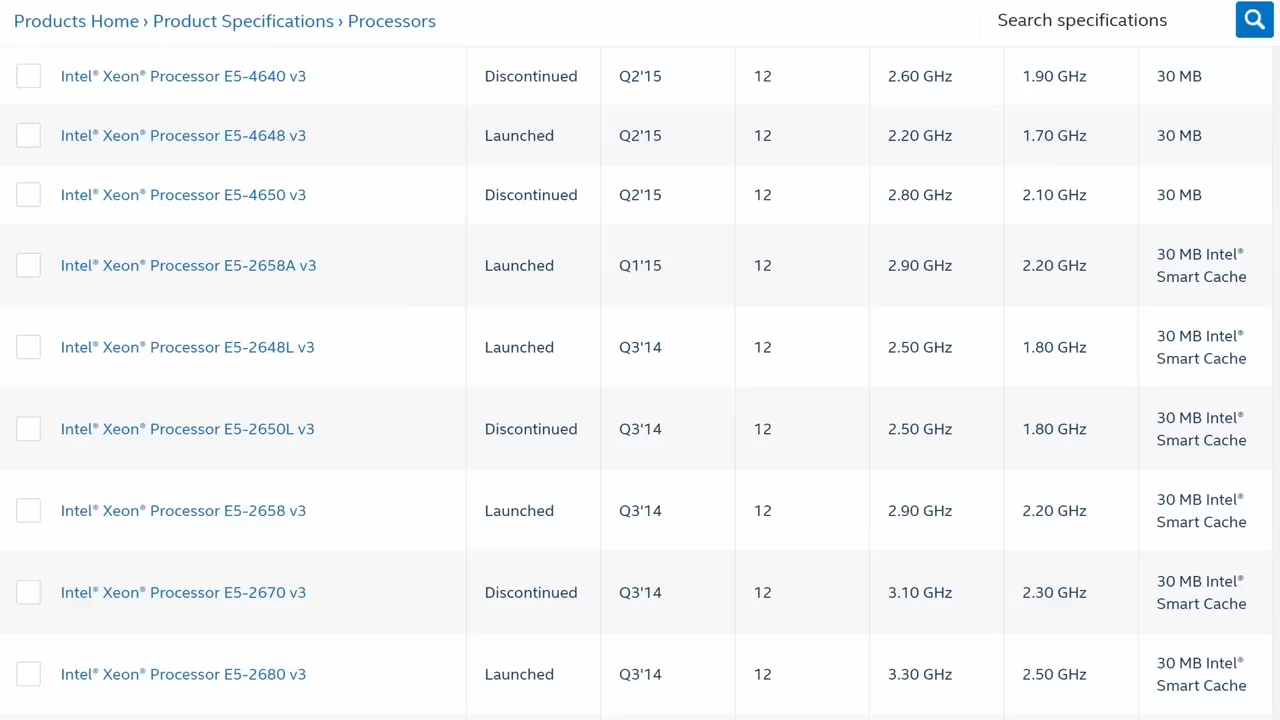 Products Home › Product Specifications › Processors
Search specifications
Intel® Xeon® Processor E5-4640 v3 Discontinued Q2'15 12 2.60 GHz 1.90 GHz 30 MB
Intel® Xeon® Processor E5-4648 v3 Launched Q2'15 12 2.20 GHz 1.70 GHz 30 MB
Intel® Xeon® Processor E5-4650 v3 Discontinued Q2'15 12 2.80 GHz 2.10 GHz 30 MB
Intel® Xeon® Processor E5-2658A v3 Launched Q1'15 12 2.90 GHz 2.20 GHz 30 MB Intel®
Smart Cache
Intel® Xeon® Processor E5-2648L v3 Launched Q3'14 12 2.50 GHz 1.80 GHz 30 MB Intel®
Smart Cache
Intel® Xeon® Processor E5-2650L v3 Discontinued Q3'14 12 2.50 GHz 1.80 GHz 30 MB Intel®
Smart Cache
Intel® Xeon® Processor E5-2658 v3 Launched Q3'14 12 2.90 GHz 2.20 GHz 30 MB Intel®
Smart Cache
Intel® Xeon® Processor E5-2670 v3 Discontinued Q3'14 12 3.10 GHz 2.30 GHz 30 MB Intel®
Smart Cache
Intel® Xeon® Processor E5-2680 v3 Launched Q3'14 12 3.30 GHz 2.50 GHz 30 MB Intel®
Smart Cache